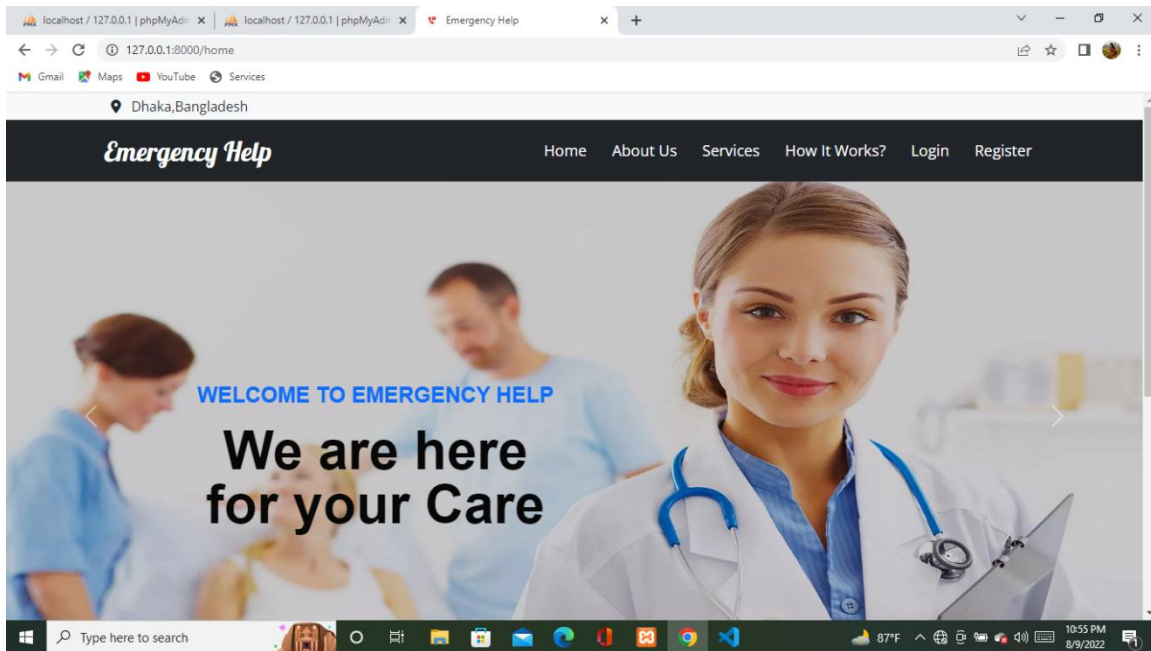 localhost / 127.0.0.1 | phpMyAdm
localhost / 127.0.0.1 | phpMyAdm
Emergency Help
127.0.0.1:8000/home
Gmail Maps YouTube Services
Dhaka,Bangladesh
Emergency Help
Home About Us Services How It Works? Login Register
WELCOME TO EMERGENCY HELP
We are here
for your Care
Type here to search
87°F
10:55 PM
8/9/2022
1